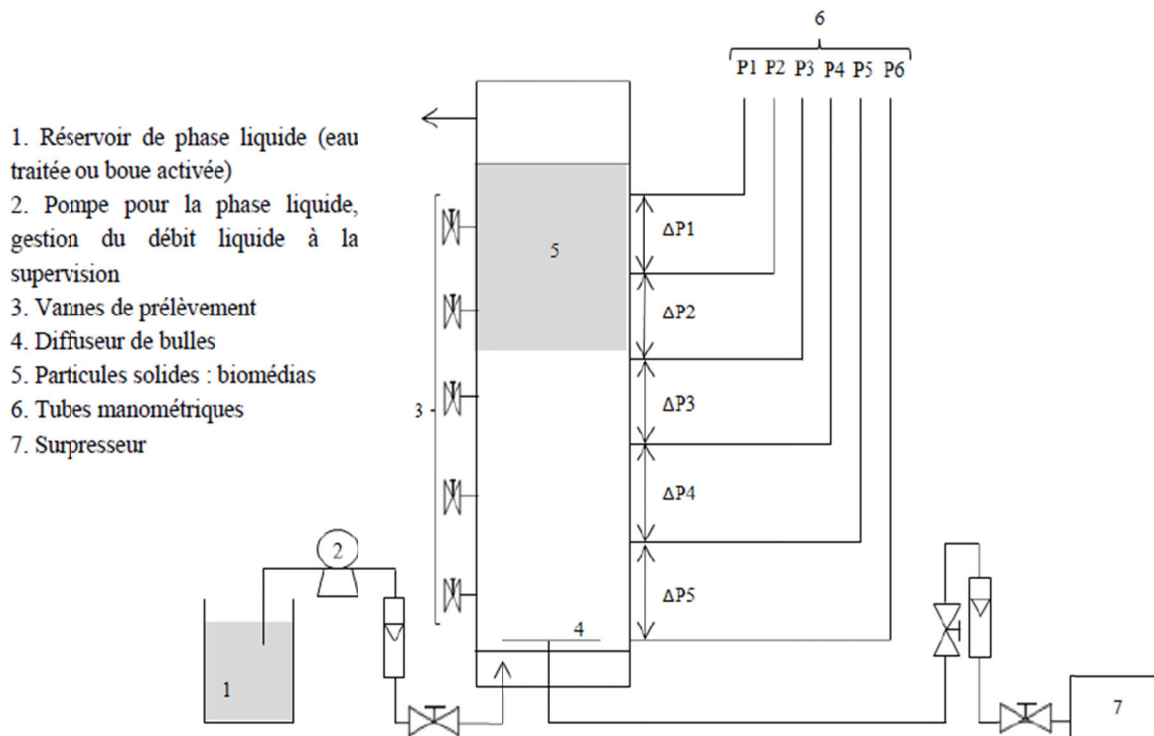 6
P1 P2 P3 P4 P5 P6
1. Réservoir de phase liquide (eau
traitée ou boue activée)
2. Pompe pour la phase liquide,
gestion du débit liquide à la
supervision
3. Vannes de prélèvement
4. Diffuseur de bulles
5. Particules solides : biomédias
6. Tubes manométriques
7. Surpresseur
ΔP1
5
ΔP2
3
ΔP3
ΔP4
2
ΔP5
4
1
7